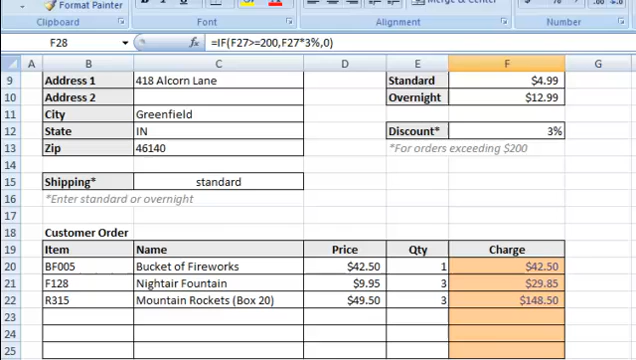 Format Painter
Merge & Center
Clipboard Font Alignment Number
F28 fx =IF(F27>=200,F27*3%,0)
A B C D E F G
9 Address 1 418 Alcorn Lane Standard $4.99
10 Address 2 Overnight $12.99
11 City Greenfield
12 State IN Discount* 3%
13 Zip 46140 *For orders exceeding $200
14
15 Shipping* standard
16 *Enter standard or overnight
17
18 Customer Order
19 Item Name Price Qty Charge
20 BF005 Bucket of Fireworks $42.50 1 $42.50
21 F128 Nightair Fountain $9.95 3 $29.85
22 R315 Mountain Rockets (Box 20) $49.50 3 $148.50
23
24
25